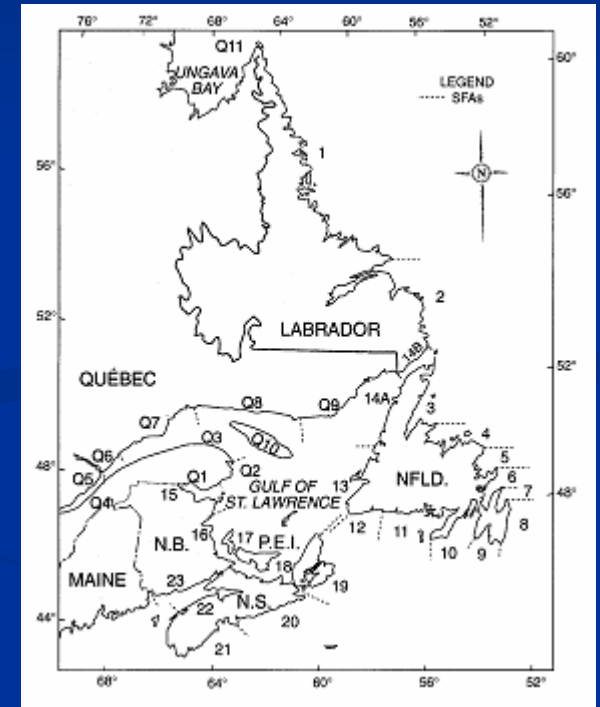 76° 72° 68° 64° 60° 56° 52°
Q11
60°
UNGAVA
BAY
LEGEND
SFAs
1
56°
N
56°
2
52°
LABRADOR
14B
52°
QUÉBEC
Q8
Q9
14A
3
Q7
Q3
Q10
4
Q6
48°
Q5
Q1
Q2
13
NFLD.
5
6
Q4
15
GULF OF
ST. LAWRENCE
7
48°
12
11
8
16
17
P.E.I.
10
9
N.B.
18
MAINE
23
19
22
N.S.
20
44°
21
68° 64° 60° 56° 52°